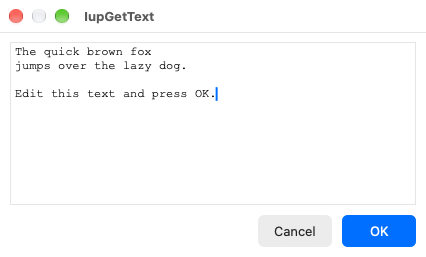 IupGetText
The quick brown fox
jumps over the lazy dog.
Edit this text and press OK.
Cancel
OK